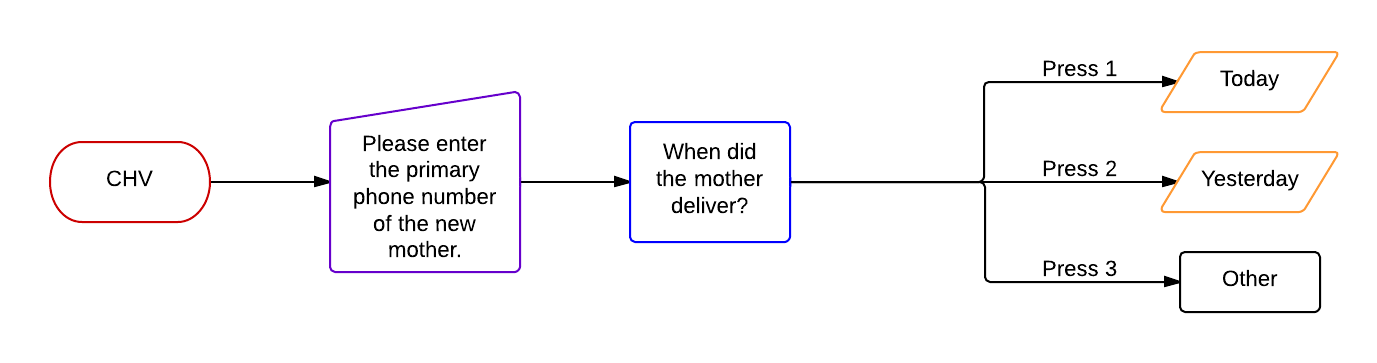 CHV
Please enter
the primary
phone number
of the new
mother.
When did
the mother
deliver?
Press 1
Today
Press 2
Yesterday
Press 3
Other